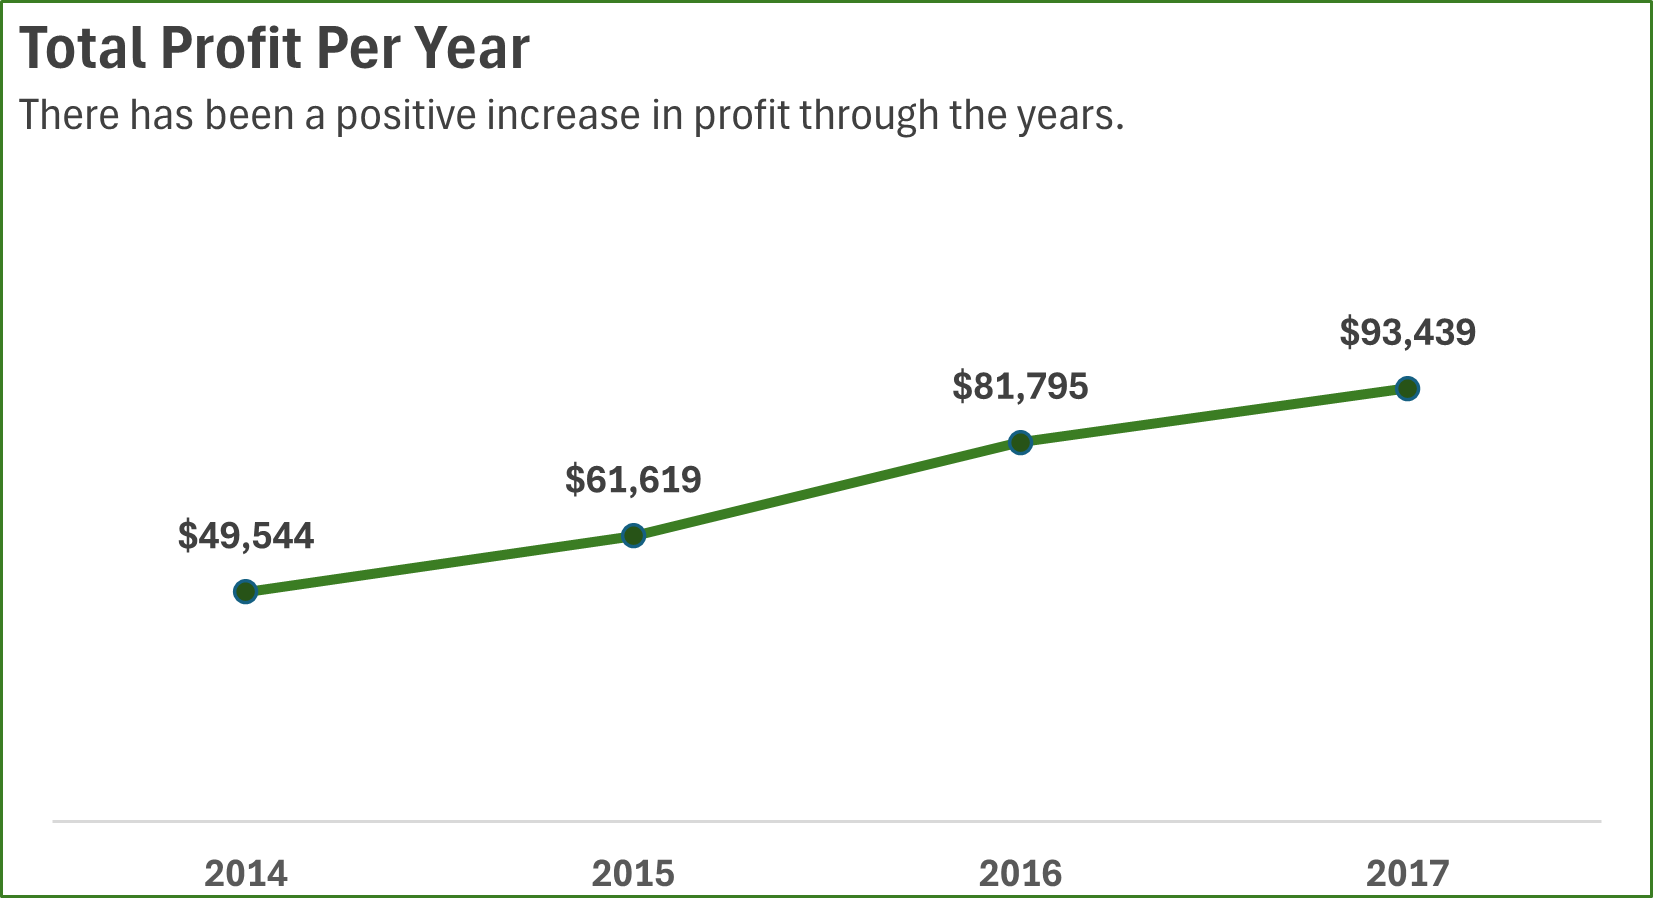 Total Profit Per Year
There has been a positive increase in profit through the years.
$93,439
$81,795
$61,619
$49,544
2014 2015 2016 2017